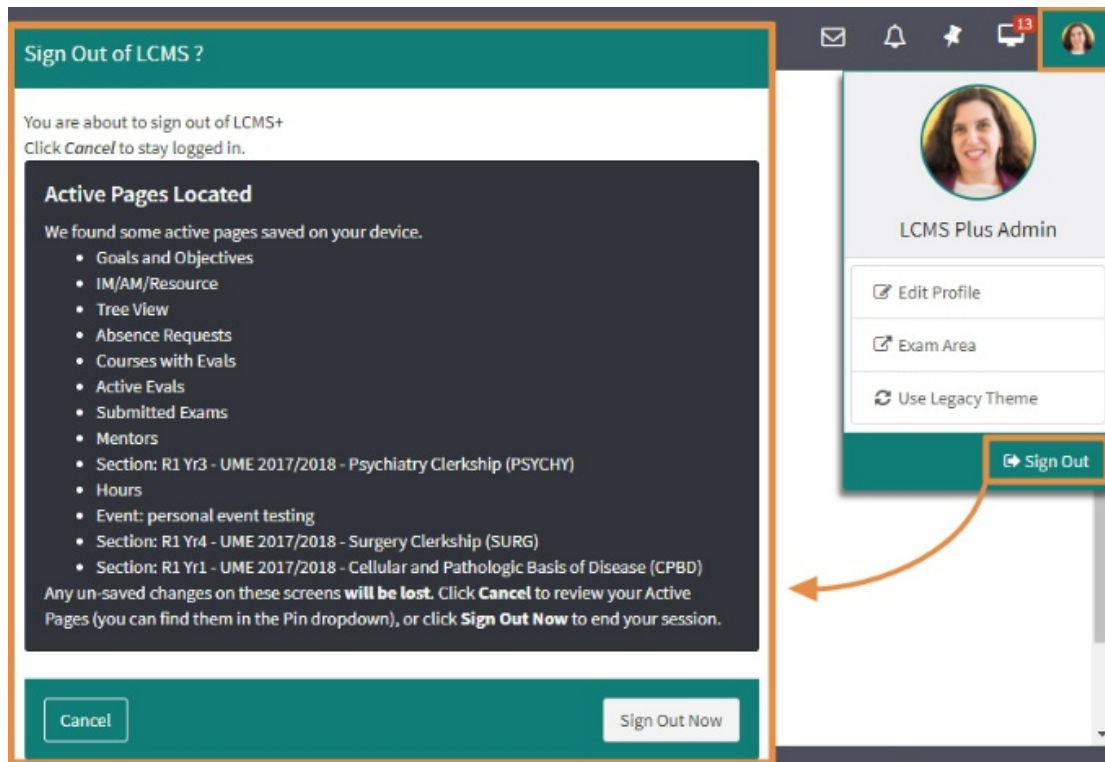 Sign Out of LCMS ?
You are about to sign out of LCMS+
Click Cancel to stay logged in.
Active Pages Located
We found some active pages saved on your device.
• Goals and Objectives
• IM/AM/Resource
• Tree View
• Absence Requests
• Courses with Evals
• Active Evals
• Submitted Exams
• Mentors
• Section: R1 Yr3 - UME 2017/2018 - Psychiatry Clerkship (PSYCHY)
• Hours
• Event: personal event testing
• Section: R1 Yr4 - UME 2017/2018 - Surgery Clerkship (SURG)
• Section: R1 Yr1 - UME 2017/2018 - Cellular and Pathologic Basis of Disease (CPBD)
Any un-saved changes on these screens will be lost. Click Cancel to review your Active
Pages (you can find them in the Pin dropdown), or click Sign Out Now to end your session.
Cancel
Sign Out Now
13
LCMS Plus Admin
Edit Profile
Exam Area
Use Legacy Theme
Sign Out